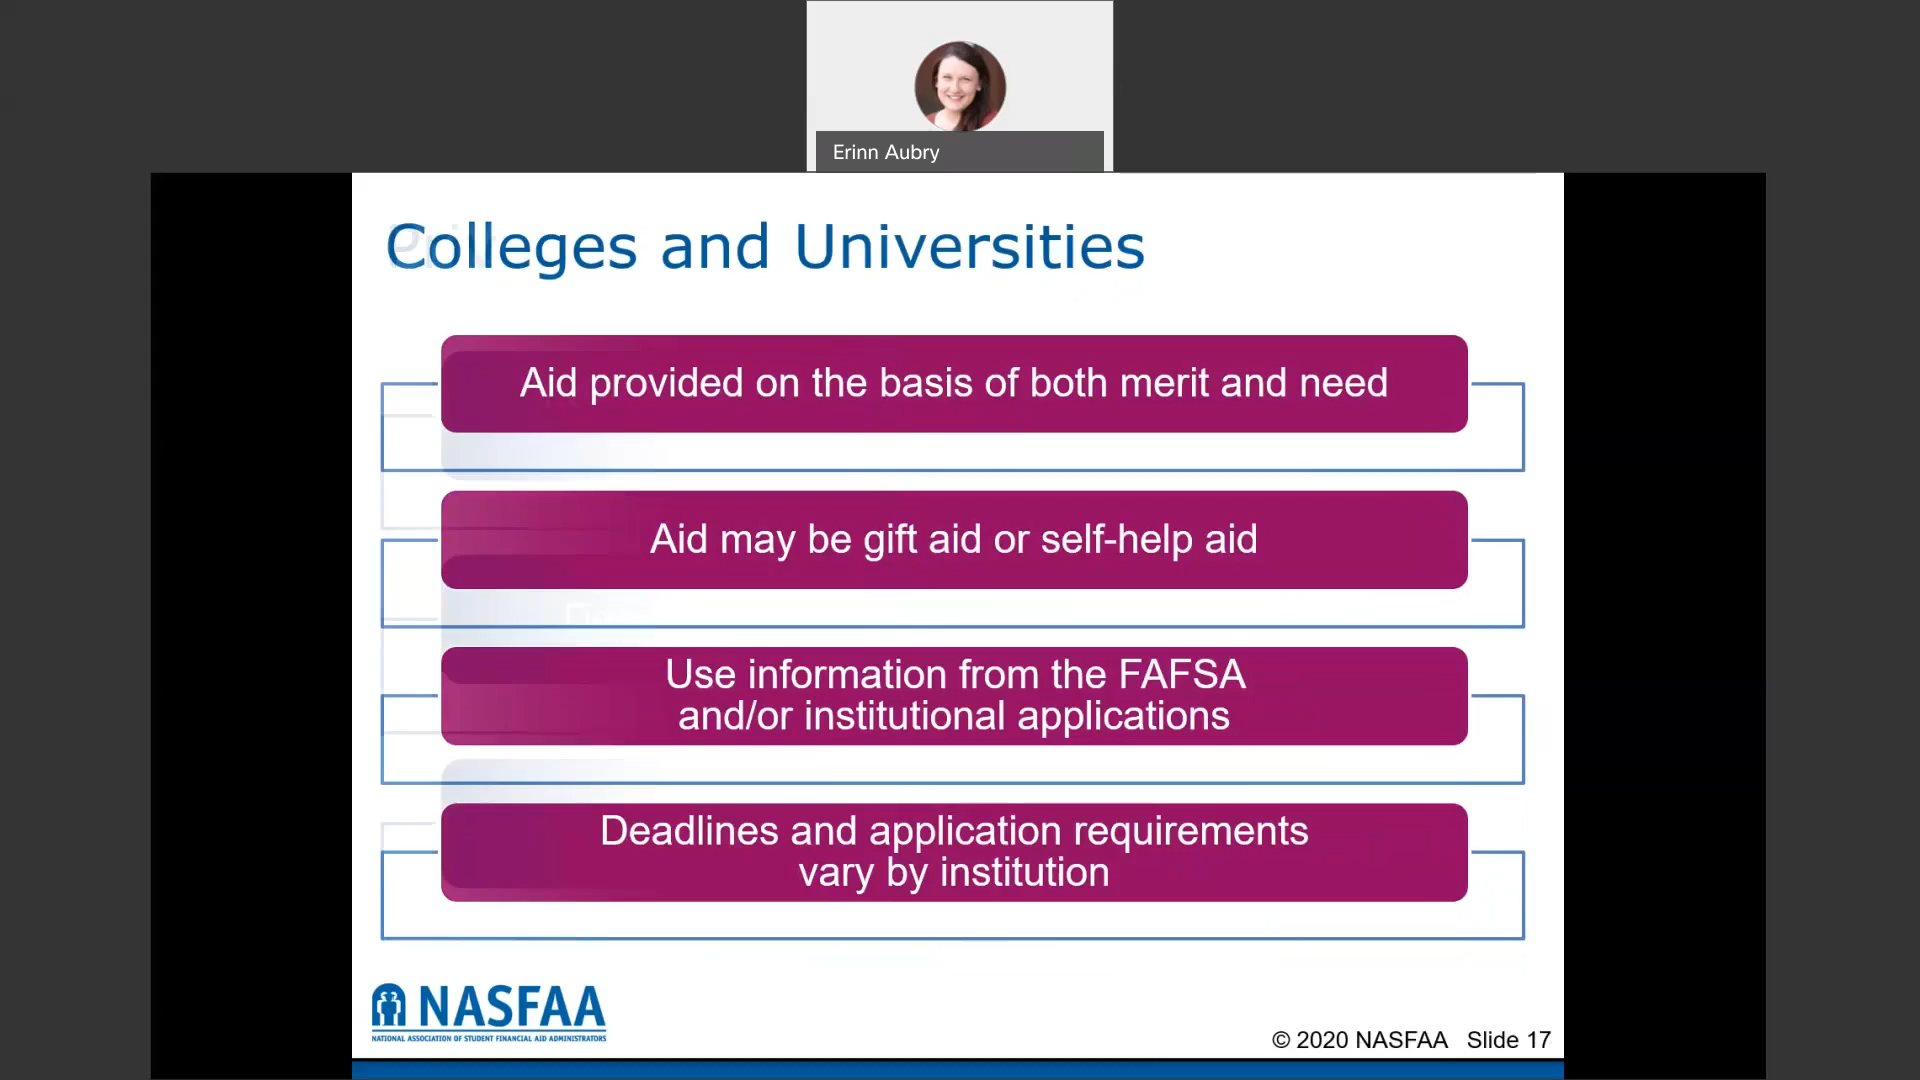 Erinn Aubry
Colleges and Universities
Aid provided on the basis of both merit and need
Aid may be gift aid or self-help aid
Use information from the FAFSA
and/or institutional applications
Deadlines and application requirements
vary by institution
NASFAA
NATIONAL ASSOCIATION OF STUDENT FINANCIAL AID ADMINISTRATORS
© 2020 NASFAA Slide 17